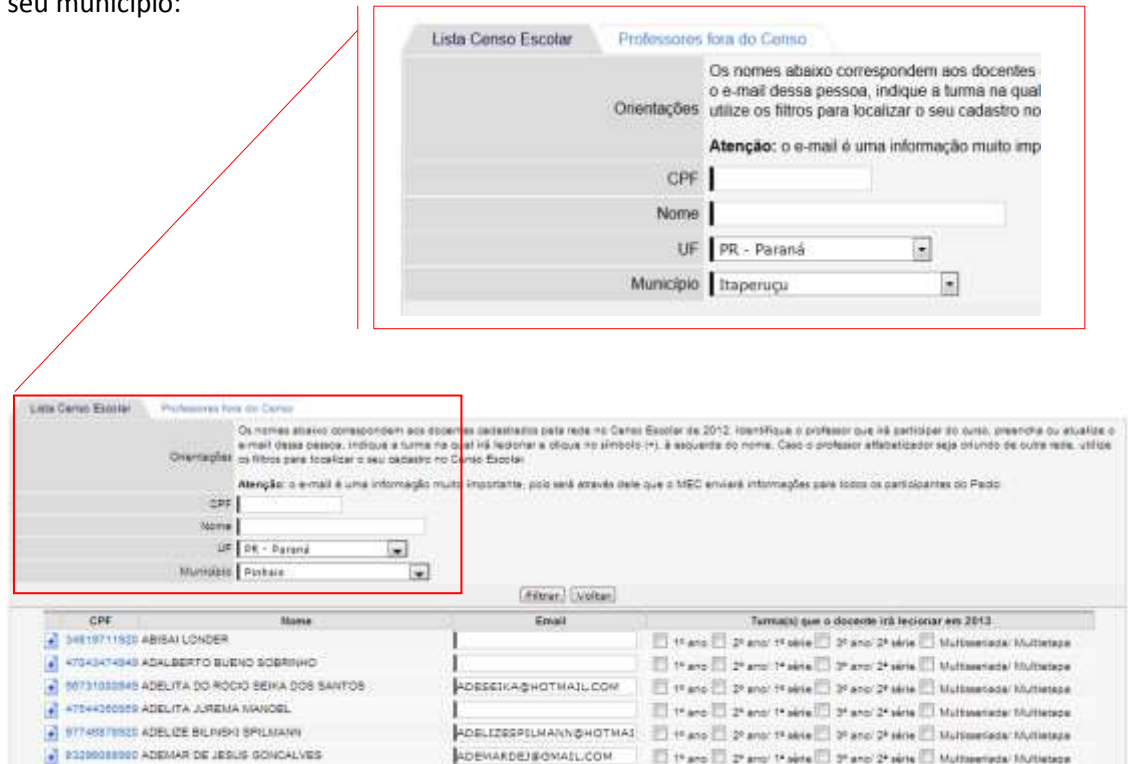 seu município:
Lista Censo Escolar Professores fora do Censo
Os nomes abaixo correspondem aos docentes
o e-mail dessa pessoa, indique a turma na qual
Orientações utilize os filtros para localizar o seu cadastro no
Atenção: o e-mail é uma informação muito imp
CPF
Nome
UF PR - Paraná
Município Itaperuçu
Lista Censo Escolar Professores fora do Censo
Os nomes abaixo correspondem aos docentes cadastrados pela rede no Censo Escolar de 2012. Identifique o professor que irá participar do curso, preencha ou atualize o
e-mail dessa pessoa, indique a turma na qual irá lecionar e clique no símbolo (+), à esquerda do nome. Caso o professor alfabetizador seja oriundo de outra rede, utilize
Orientações os filtros para localizar o seu cadastro no Censo Escolar.
Atenção: o e-mail é uma informação muito importante, pois será através dele que o MEC enviará informações para todos os participantes do Pacto.
CPF
Nome
UF PR - Paraná
Município Pinhais
Filtrar Voltar
CPF Nome Email Turma(s) que o docente irá lecionar em 2013
ABISAI LONDER 1º ano 2º ano/ 1ª série 3º ano/ 2ª série Multisseriada/ Multietapa
ADALBERTO BUENO SOBRINHO 1º ano 2º ano/ 1ª série 3º ano/ 2ª série Multisseriada/ Multietapa
ADELITA DO ROCIO SEIKA DOS SANTOS ADESEIKA@HOTMAIL.COM 1º ano 2º ano/ 1ª série 3º ano/ 2ª série Multisseriada/ Multietapa
ADELITA JUREMA MANOEL 1º ano 2º ano/ 1ª série 3º ano/ 2ª série Multisseriada/ Multietapa
ADELIZE BILINSKI SPILMANN ADELIZESPILMANN@HOTMAI 1º ano 2º ano/ 1ª série 3º ano/ 2ª série Multisseriada/ Multietapa
ADEMAR DE JESUS GONCALVES ADEMARDEJ@GMAIL.COM 1º ano 2º ano/ 1ª série 3º ano/ 2ª série Multisseriada/ Multietapa